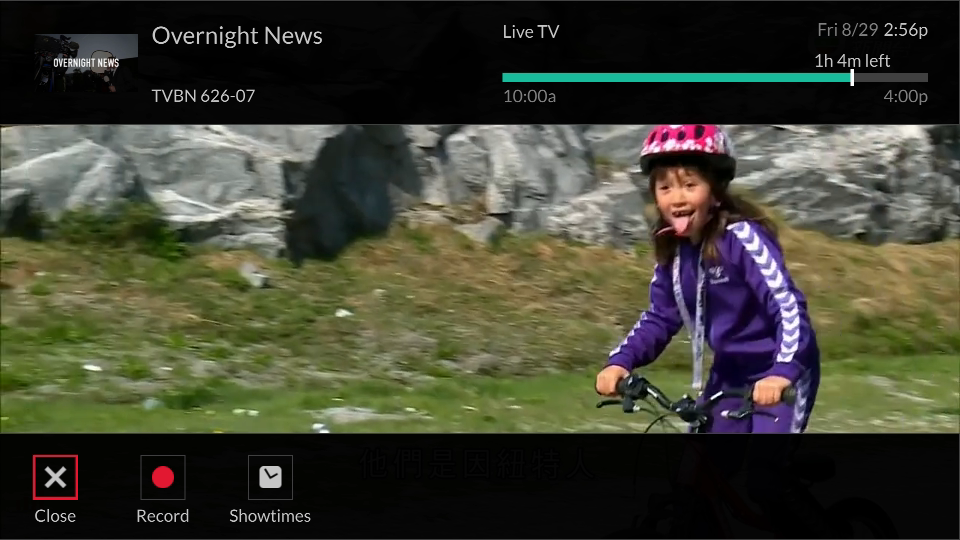 Overnight News
Live TV
Fri 8/29 2:56p
1h 4m left
OVERNIGHT NEWS
TVBN 626-07
10:00a
4:00p
他們是因紐特人
Close
Record
Showtimes